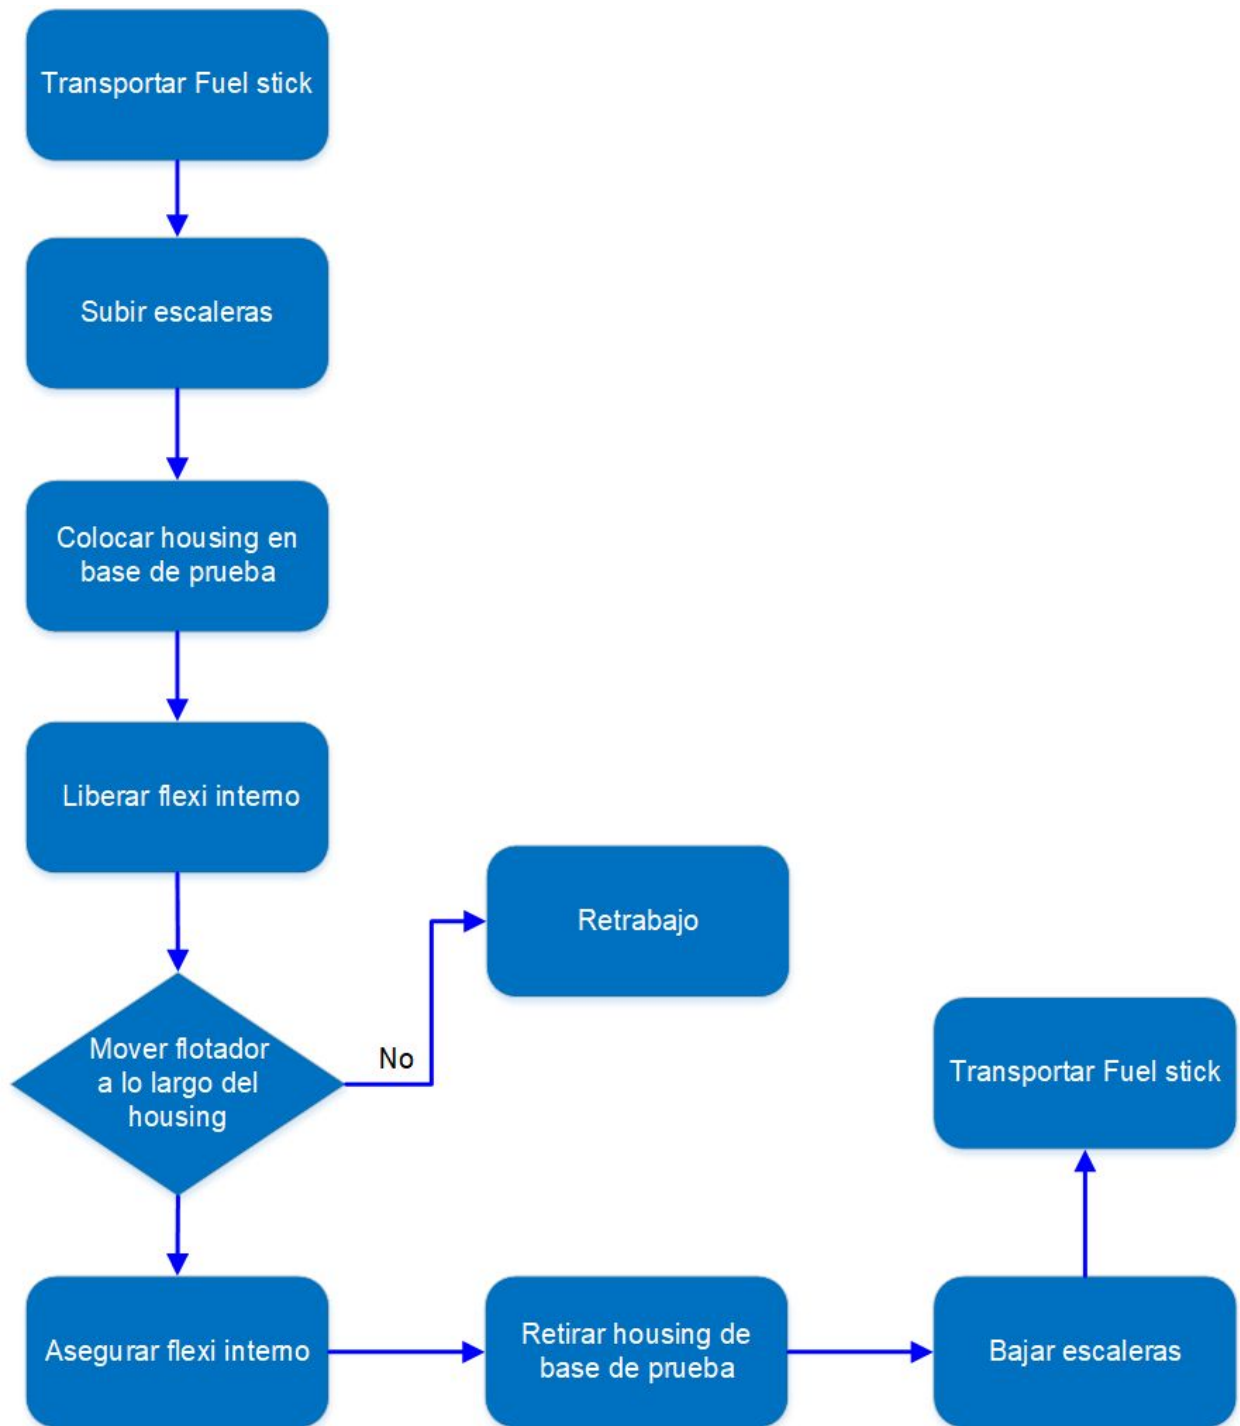 Transportar Fuel stick
Subir escaleras
Colocar housing en
base de prueba
Liberar flexi interno
Retrabajo
Mover flotador
a lo largo del
housing
No
Transportar Fuel stick
Asegurar flexi interno
Retirar housing de
base de prueba
Bajar escaleras